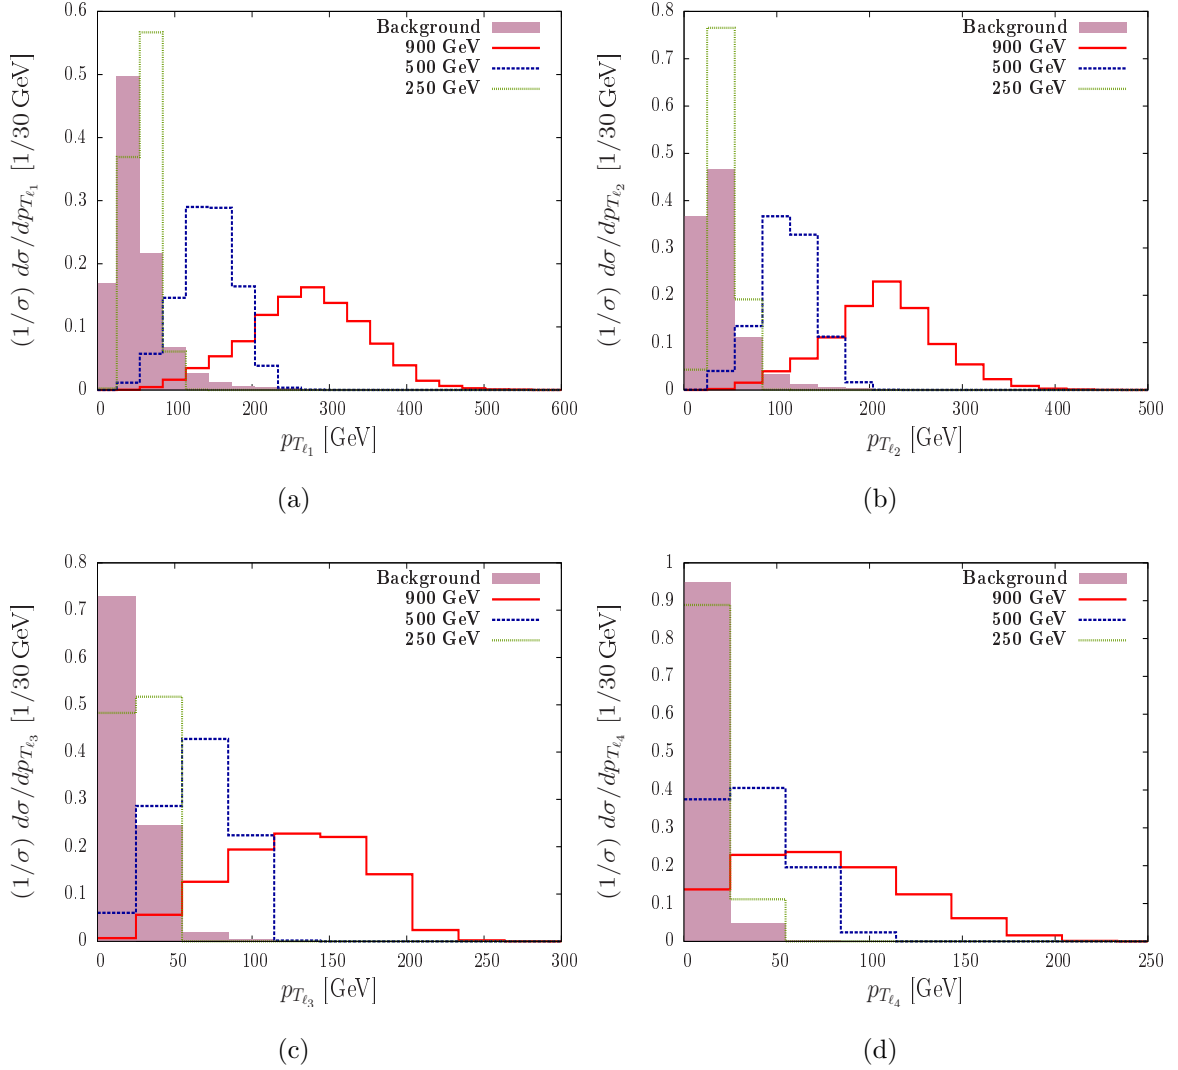 (1/σ) dσ/dp_{T_{ℓ_1}} [1/30 GeV]
0.6
0.5
0.4
0.3
0.2
0.1
0
Background
900 GeV
500 GeV
250 GeV
0 100 200 300 400 500 600
p_{T_{ℓ_1}} [GeV]
(a)
(1/σ) dσ/dp_{T_{ℓ_2}} [1/30 GeV]
0.8
0.7
0.6
0.5
0.4
0.3
0.2
0.1
0
Background
900 GeV
500 GeV
250 GeV
0 100 200 300 400 500
p_{T_{ℓ_2}} [GeV]
(b)
(1/σ) dσ/dp_{T_{ℓ_3}} [1/30 GeV]
0.8
0.7
0.6
0.5
0.4
0.3
0.2
0.1
0
Background
900 GeV
500 GeV
250 GeV
0 50 100 150 200 250 300
p_{T_{ℓ_3}} [GeV]
(c)
(1/σ) dσ/dp_{T_{ℓ_4}} [1/30 GeV]
1
0.9
0.8
0.7
0.6
0.5
0.4
0.3
0.2
0.1
0
Background
900 GeV
500 GeV
250 GeV
0 50 100 150 200 250
p_{T_{ℓ_4}} [GeV]
(d)